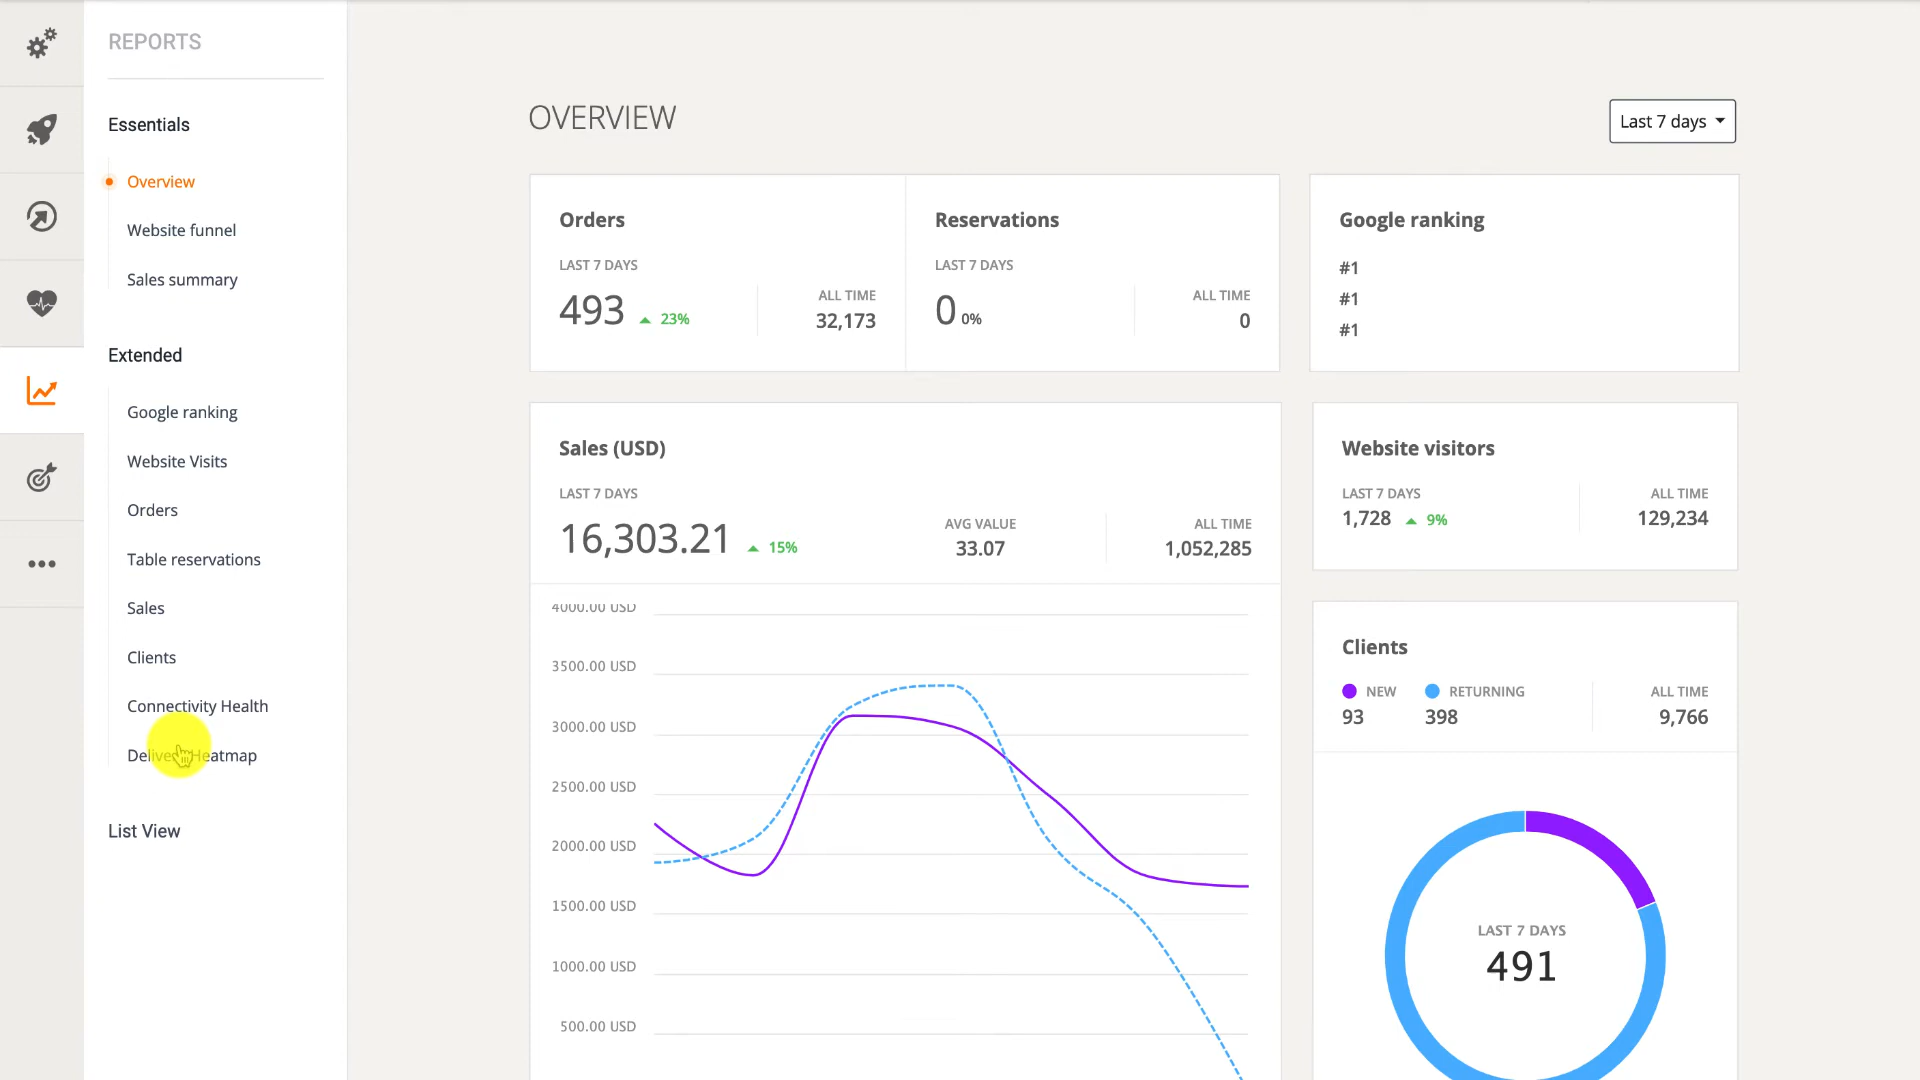 REPORTS
Essentials
Overview
Website funnel
Sales summary
Extended
Google ranking
Website Visits
Orders
Table reservations
Sales
Clients
Connectivity Health
Delivery Heatmap
List View
OVERVIEW
Last 7 days
Orders
LAST 7 DAYS
493 23%
ALL TIME
32,173
Reservations
LAST 7 DAYS
0 0%
ALL TIME
0
Google ranking
#1
#1
#1
Sales (USD)
LAST 7 DAYS
16,303.21 15%
AVG VALUE
33.07
ALL TIME
1,052,285
4000.00 USD
3500.00 USD
3000.00 USD
2500.00 USD
2000.00 USD
1500.00 USD
1000.00 USD
500.00 USD
Website visitors
LAST 7 DAYS
1,728 9%
ALL TIME
129,234
Clients
NEW
93
RETURNING
398
ALL TIME
9,766
LAST 7 DAYS
491